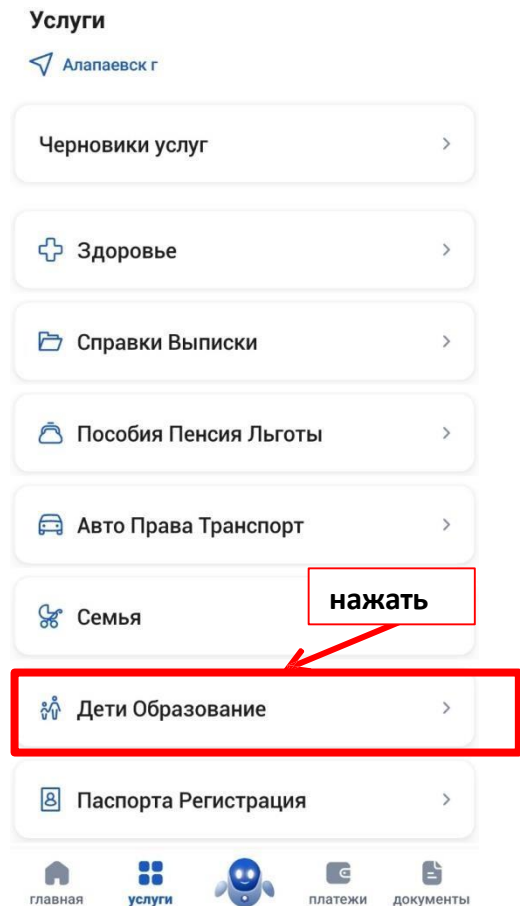 Услуги
Алапаевск г
Черновики услуг
Здоровье
Справки Выписки
Пособия Пенсия Льготы
Авто Права Транспорт
нажать
Семья
Дети Образование
Паспорта Регистрация
главная услуги платежи документы